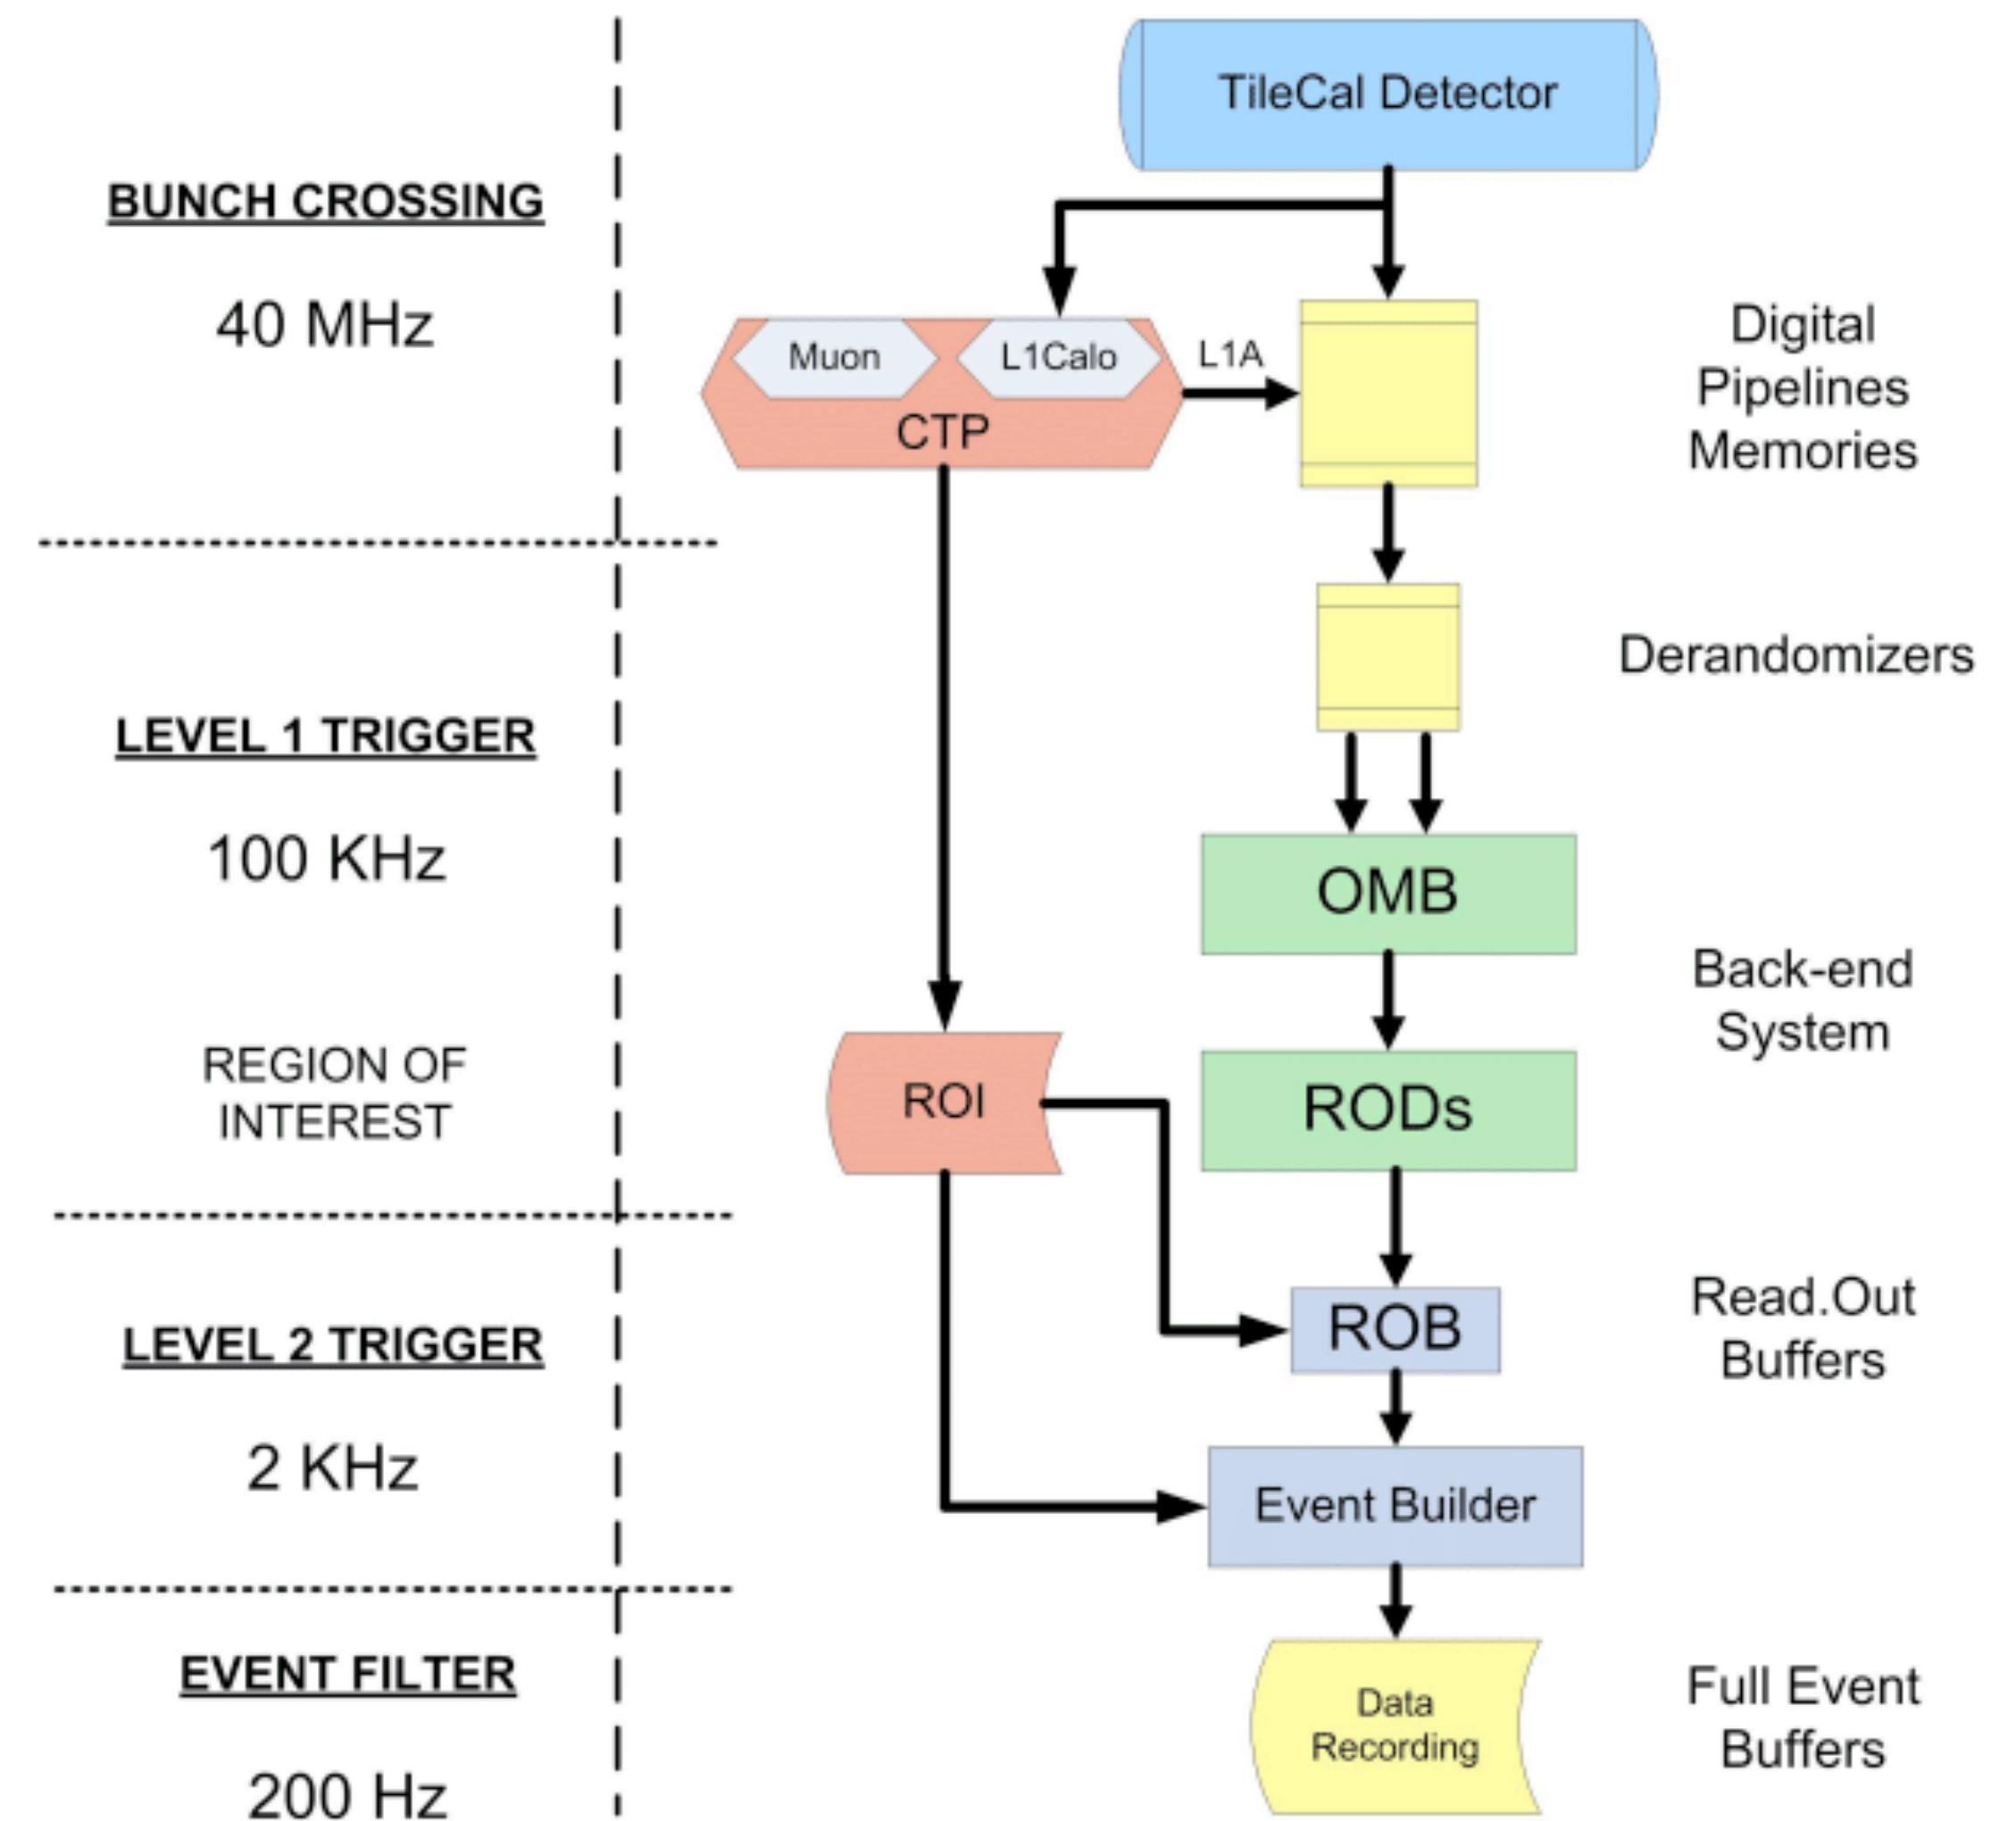 TileCal Detector
BUNCH CROSSING
40 MHz
Muon
L1Calo
CTP
L1A
Digital
Pipelines
Memories
Derandomizers
LEVEL 1 TRIGGER
100 KHz
OMB
Back-end
System
REGION OF
INTEREST
ROI
RODs
LEVEL 2 TRIGGER
2 KHz
ROB
Read.Out
Buffers
Event Builder
EVENT FILTER
200 Hz
Data
Recording
Full Event
Buffers